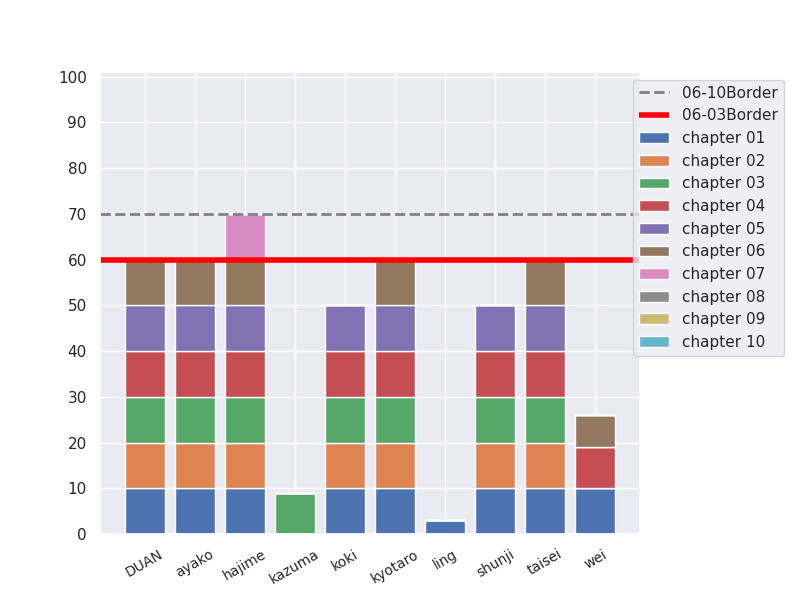 100
90
80
70
60
50
40
30
20
10
0
DUAN
ayako
hajime
kazuma
koki
kyotaro
ling
shunji
taisei
wei
06-10Border
06-03Border
chapter 01
chapter 02
chapter 03
chapter 04
chapter 05
chapter 06
chapter 07
chapter 08
chapter 09
chapter 10